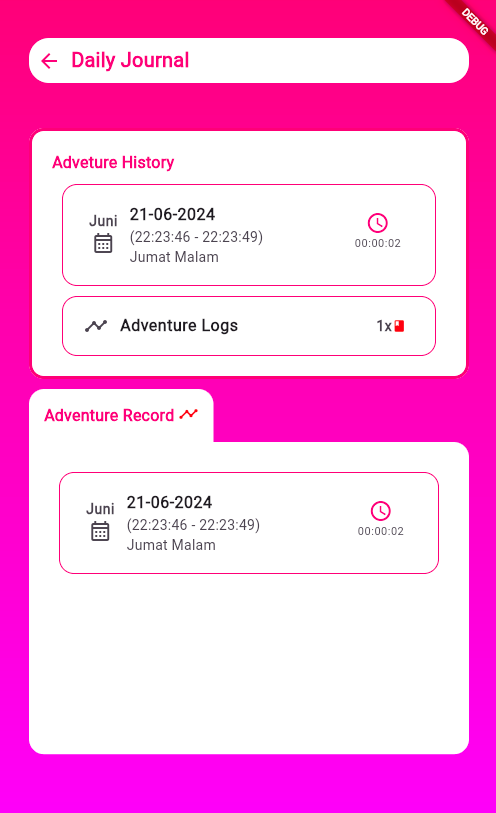 DEBUG
Daily Journal
Adveture History
Juni
21-06-2024
(22:23:46 - 22:23:49)
Jumat Malam
00:00:02
Adventure Logs
1x
Adventure Record
Juni
21-06-2024
(22:23:46 - 22:23:49)
Jumat Malam
00:00:02